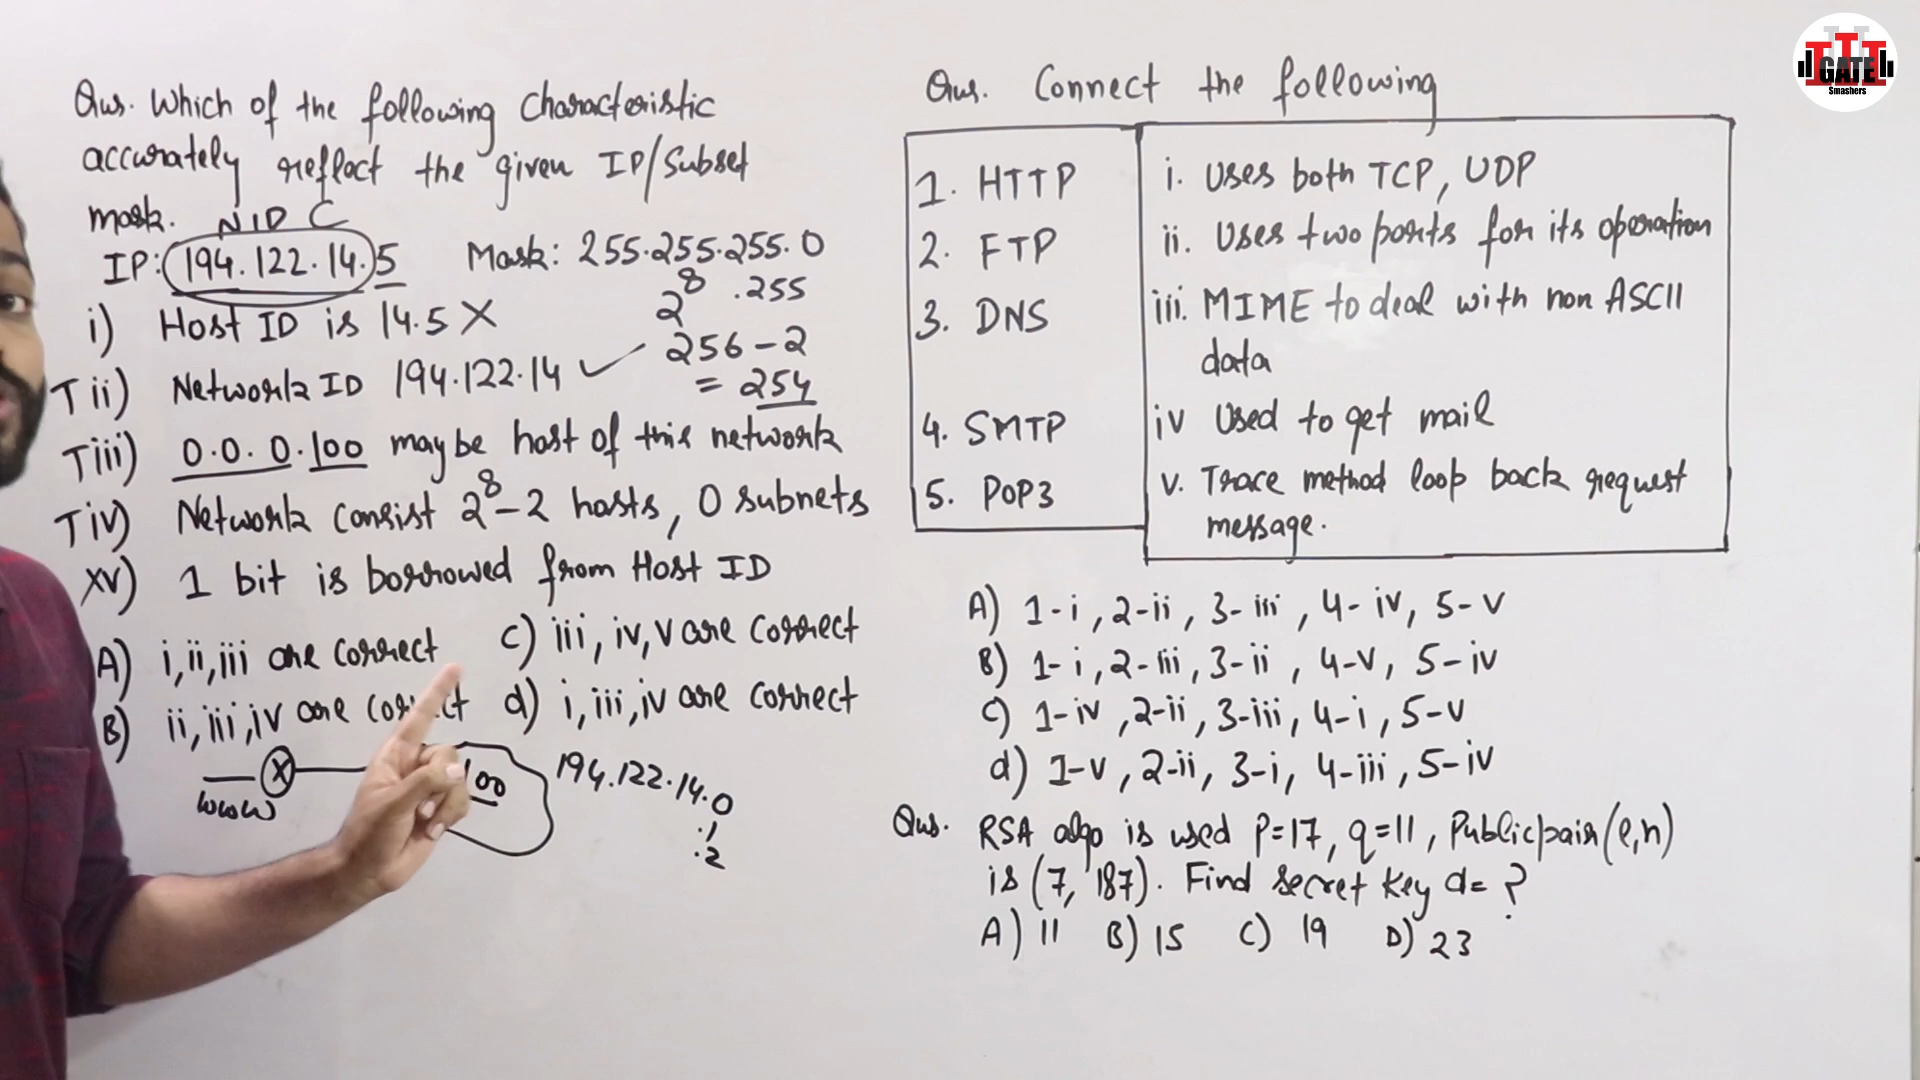 Qus. Which of the following Characteristic
accurately reflect the given IP/Subset
mask. NID C
IP: 194.122.14.5 Mask: 255.255.255.0
2^8 .255
i) Host ID is 14.5 X
256-2
T ii) Network ID 194.122.14 ✓
= 254
T iii) 0.0.0.100 may be host of this network
T iv) Network consist 2^8-2 hosts, 0 subnets
X v) 1 bit is borrowed from Host ID
A) i,ii,iii are correct C) iii, iv, v are correct
B) ii,iii,iv are correct d) i,iii,iv are correct
www X 100 194.122.14.0
.1
.2
Qus. Connect the following
1. HTTP i. Uses both TCP, UDP
2. FTP ii. Uses two ports for its operation
3. DNS iii. MIME to deal with non ASCII
data
4. SMTP iv Used to get mail
5. POP3 v. Trace method loop back request
message.
A) 1-i, 2-ii, 3-iii, 4-iv, 5-v
B) 1-i, 2-iii, 3-ii, 4-v, 5-iv
C) 1-iv, 2-ii, 3-iii, 4-i, 5-v
d) 1-v, 2-ii, 3-i, 4-iii, 5-iv
Qus. RSA algo is used P=17, q=11, Public pair (e,n)
is (7, 187). Find secret key d= ?
A) 11 B) 15 C) 19 D) 23
GATE
Smashers